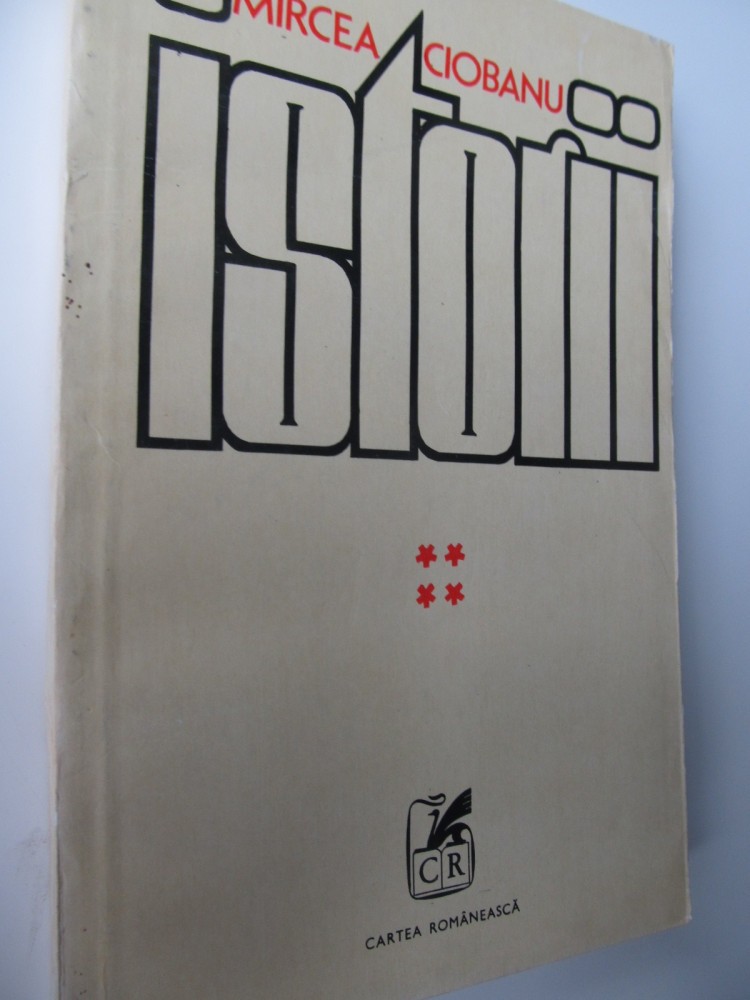 MIRCEA CIOBANU
istorii
****
CR
CARTEA ROMÂNEASCĂ